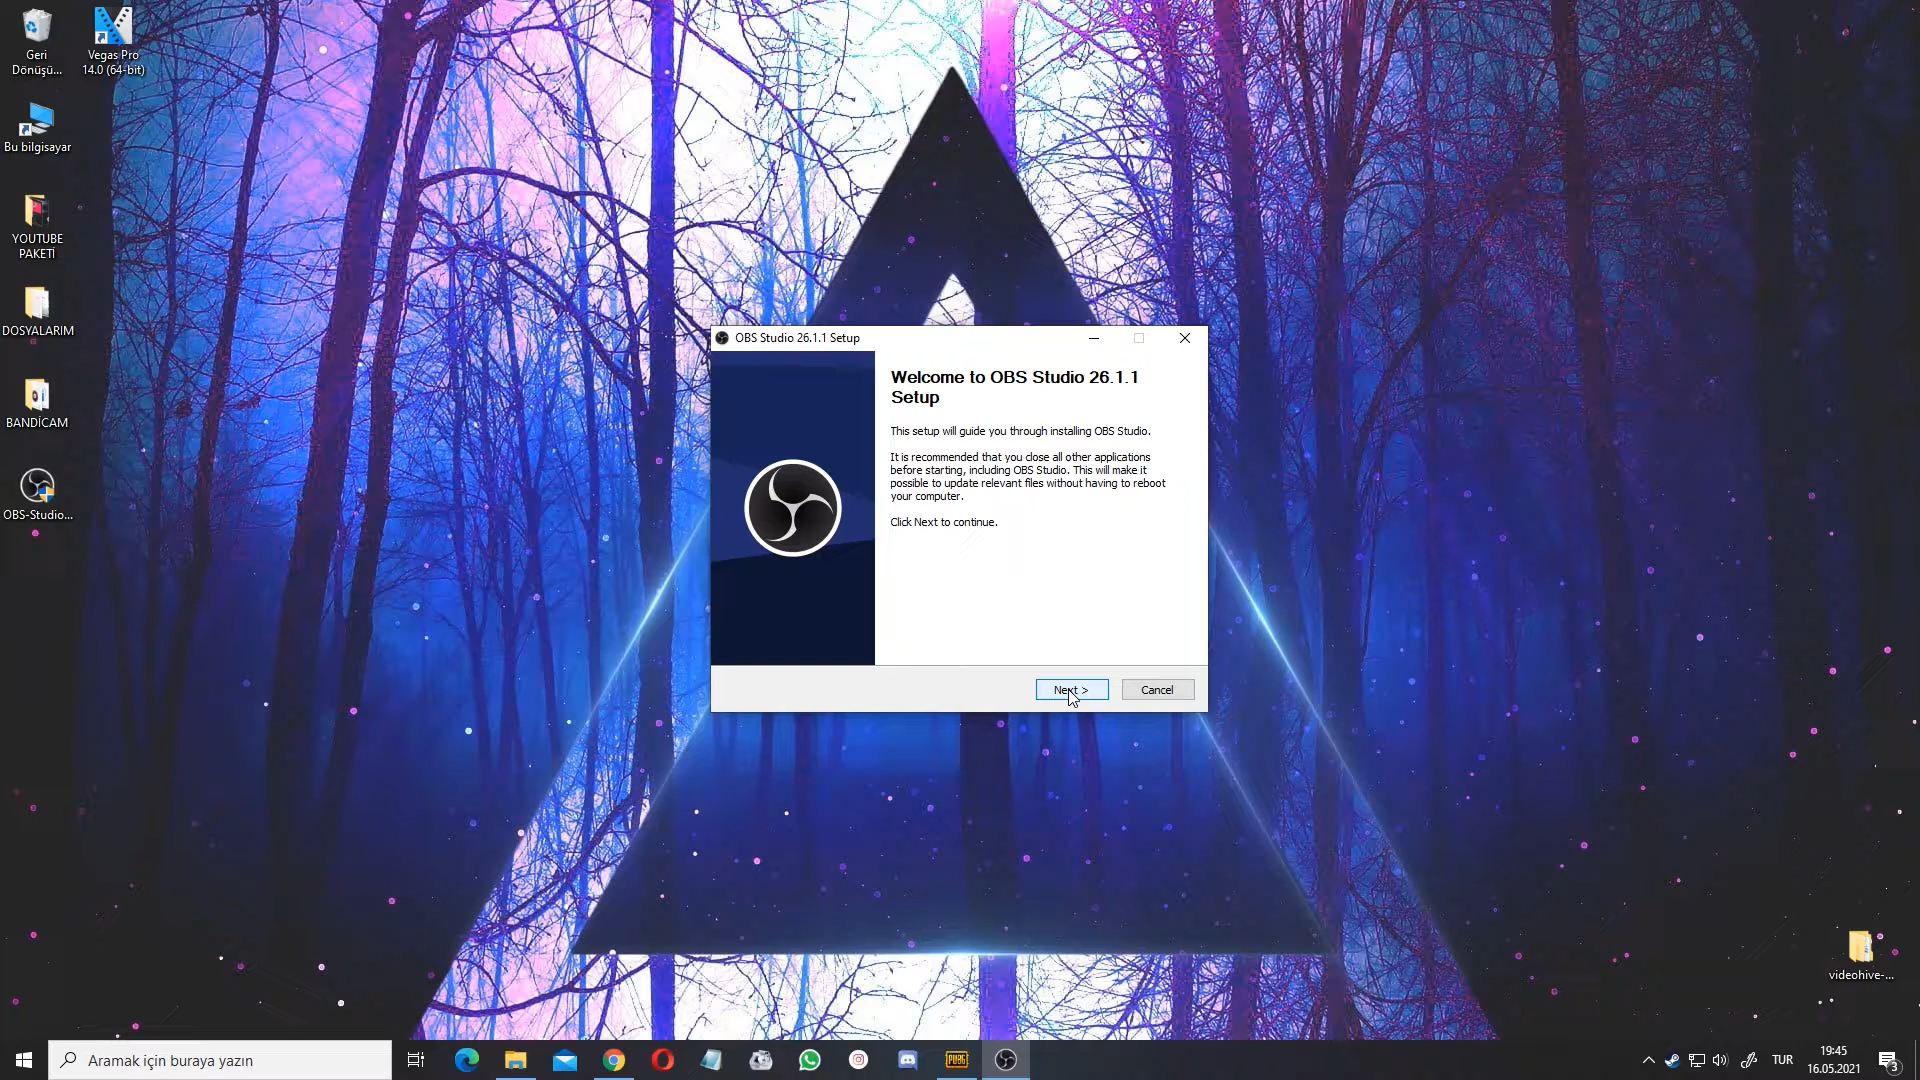 Geri
Dönüşü...
Vegas Pro
14.0 (64-bit)
Bu bilgisayar
YOUTUBE
PAKETİ
DOSYALARIM
BANDİCAM
OBS-Studio...
OBS Studio 26.1.1 Setup
Welcome to OBS Studio 26.1.1
Setup
This setup will guide you through installing OBS Studio.
It is recommended that you close all other applications
before starting, including OBS Studio. This will make it
possible to update relevant files without having to reboot
your computer.
Click Next to continue.
Next >
Cancel
videohive-...
Aramak için buraya yazın
PUBG
TUR
19:45
16.05.2021
3